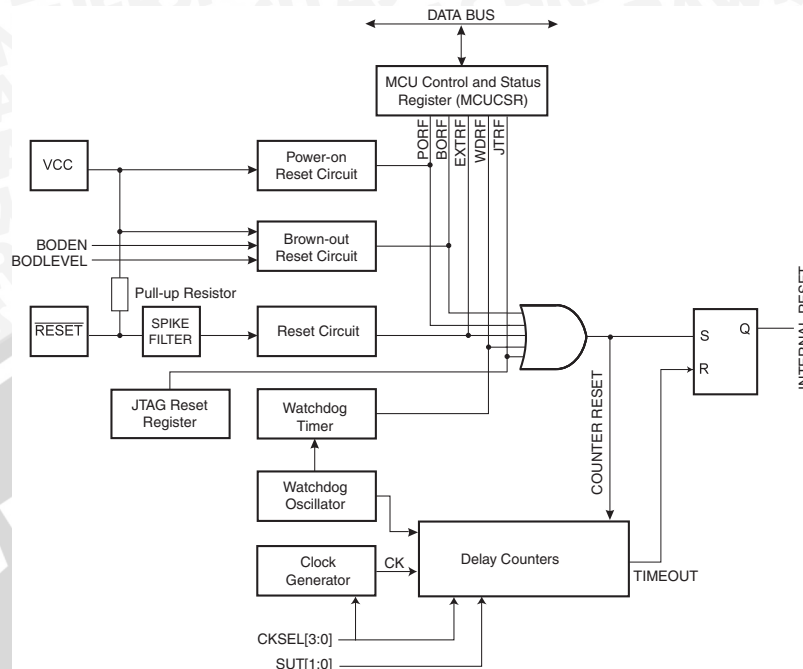 DATA BUS
MCU Control and Status
Register (MCUCSR)
PORF
BORF
EXTRF
WDRF
JTRF
VCC
Power-on
Reset Circuit
BODEN
BODLEVEL
Brown-out
Reset Circuit
Pull-up Resistor
RESET
SPIKE
FILTER
Reset Circuit
S
Q
R
INTERNAL RESET
JTAG Reset
Register
Watchdog
Timer
COUNTER RESET
Watchdog
Oscillator
Clock
Generator
CK
Delay Counters
TIMEOUT
CKSEL[3:0]
SUT[1:0]